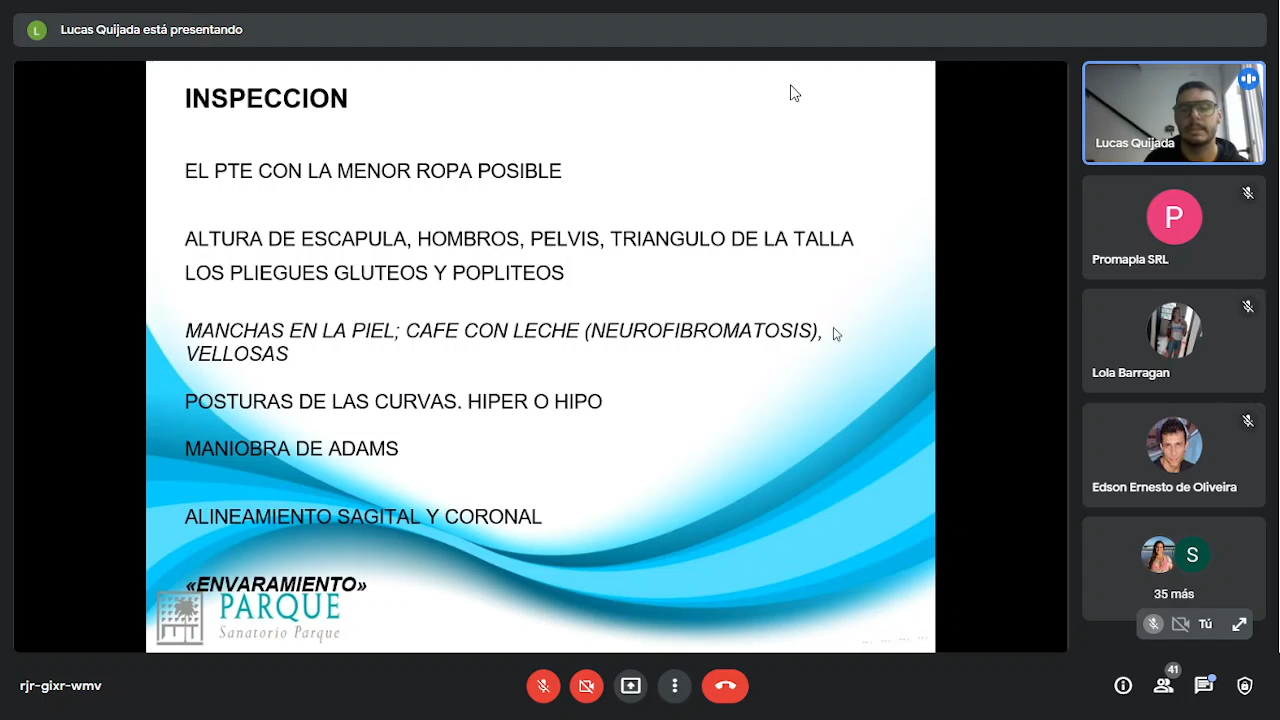 L
Lucas Quijada está presentando
INSPECCION
EL PTE CON LA MENOR ROPA POSIBLE
ALTURA DE ESCAPULA, HOMBROS, PELVIS, TRIANGULO DE LA TALLA
LOS PLIEGUES GLUTEOS Y POPLITEOS
MANCHAS EN LA PIEL; CAFE CON LECHE (NEUROFIBROMATOSIS),
VELLOSAS
POSTURAS DE LAS CURVAS. HIPER O HIPO
MANIOBRA DE ADAMS
ALINEAMIENTO SAGITAL Y CORONAL
«ENVARAMIENTO»
PARQUE
Sanatorio Parque
Lucas Quijada
P
Promapla SRL
Lola Barragan
Edson Ernesto de Oliveira
S
35 más
Tú
rjr-gixr-wmv
41